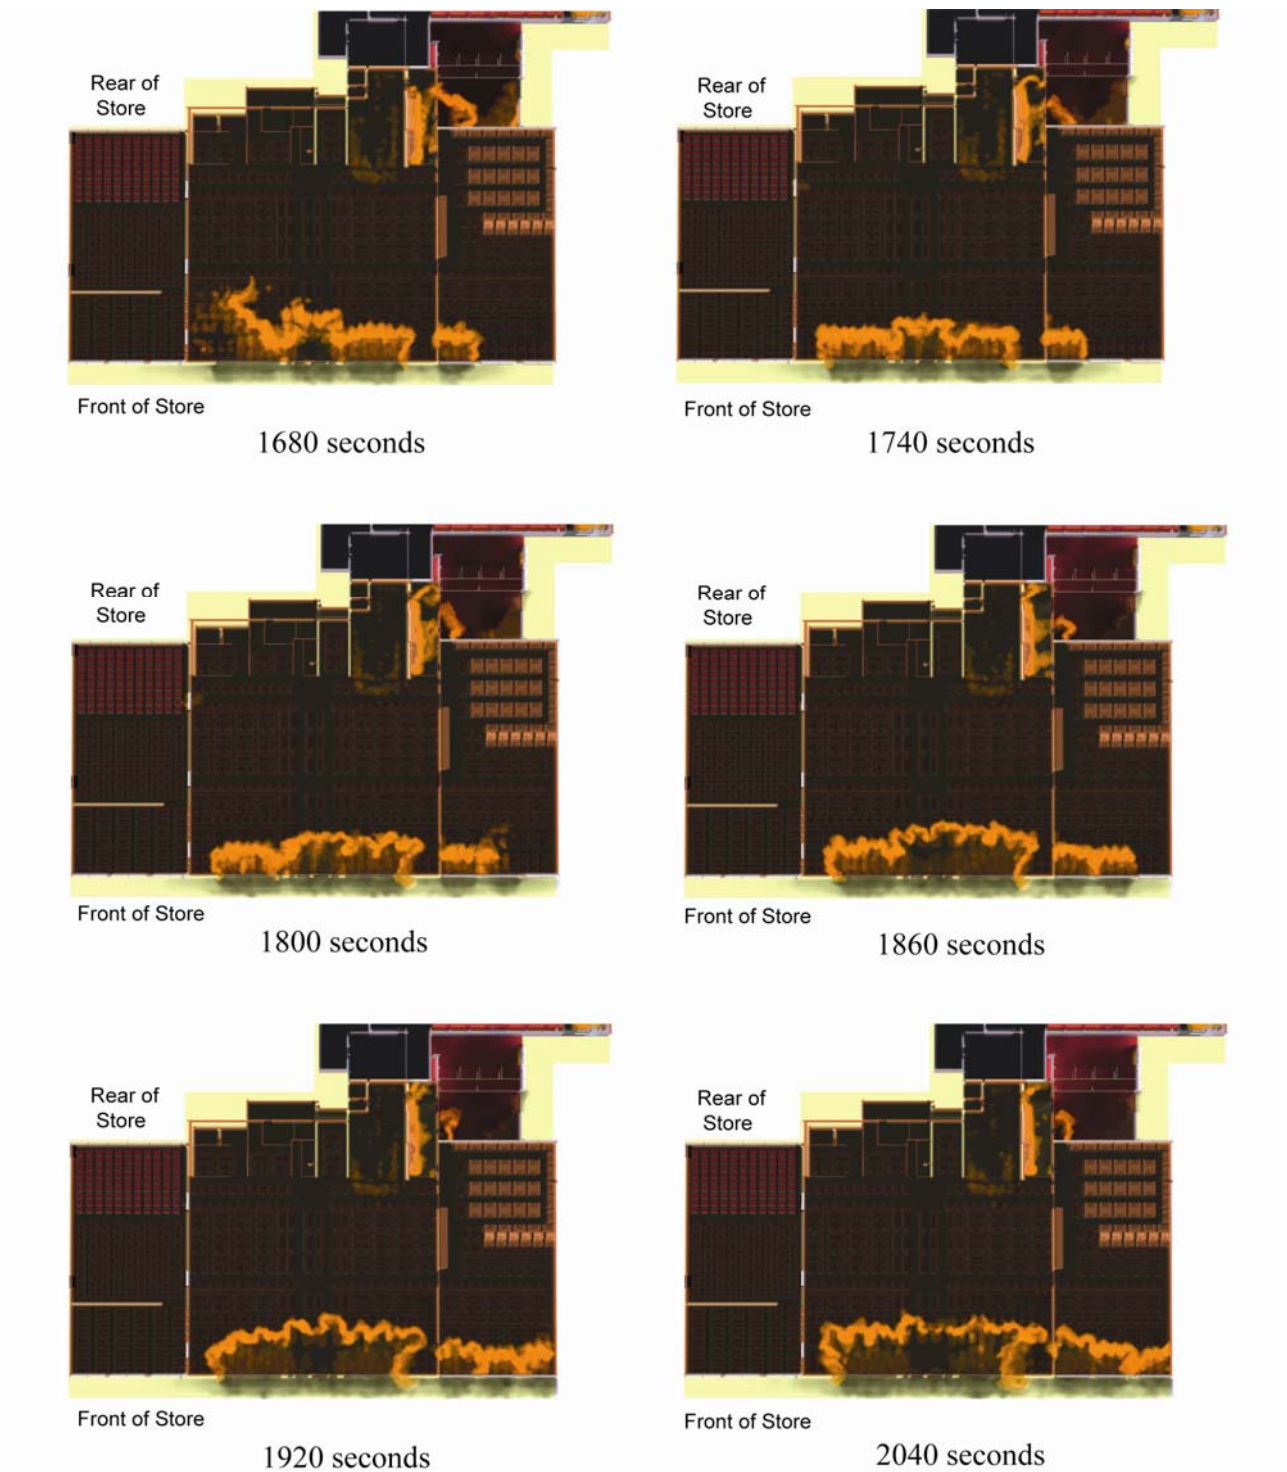 Rear of
Store
Front of Store
1680 seconds
Rear of
Store
Front of Store
1740 seconds
Rear of
Store
Front of Store
1800 seconds
Rear of
Store
Front of Store
1860 seconds
Rear of
Store
Front of Store
1920 seconds
Rear of
Store
Front of Store
2040 seconds